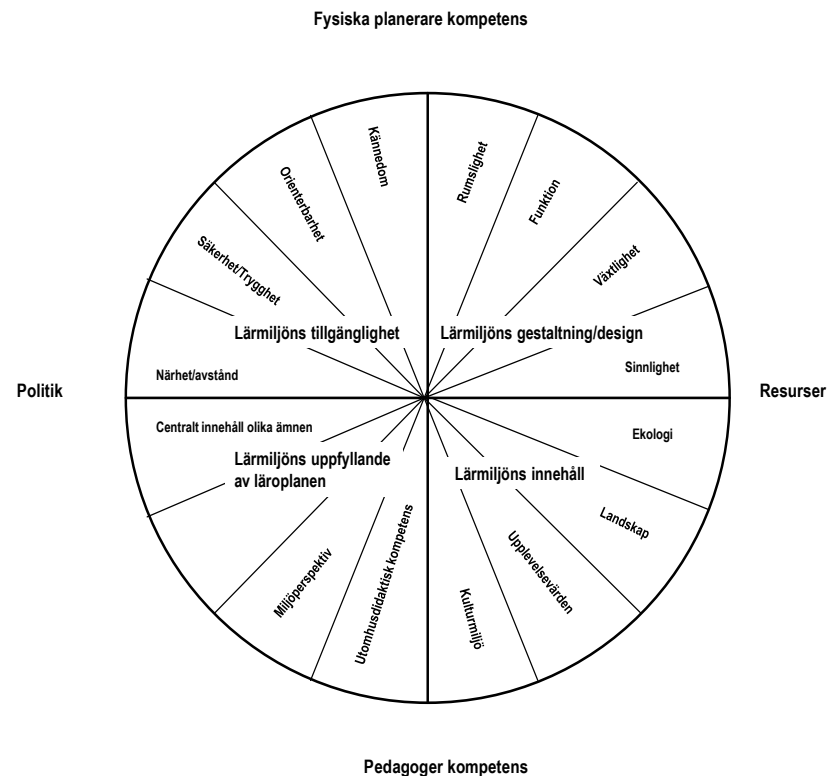 Fysiska planerare kompetens
Kännedom
Rumslighet
Orienterbarhet
Funktion
Säkerhet/Trygghet
Växtlighet
Lärmiljöns tillgänglighet
Lärmiljöns gestaltning/design
Närhet/avstånd
Sinnlighet
Politik
Resurser
Centralt innehåll olika ämnen
Ekologi
Lärmiljöns uppfyllande
av läroplanen
Lärmiljöns innehåll
Landskap
Miljöperspektiv
Utomhusdidaktisk kompetens
Kulturmiljö
Upplevelsevärden
Pedagoger kompetens